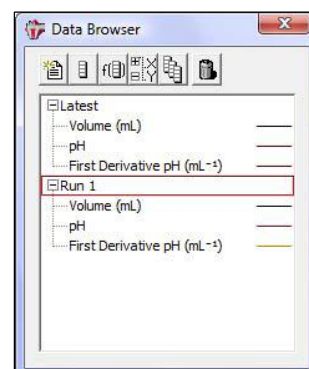 Data Browser
f(
X
Y
Latest
Volume (mL)
pH
First Derivative pH (mL⁻¹)
Run 1
Volume (mL)
pH
First Derivative pH (mL⁻¹)